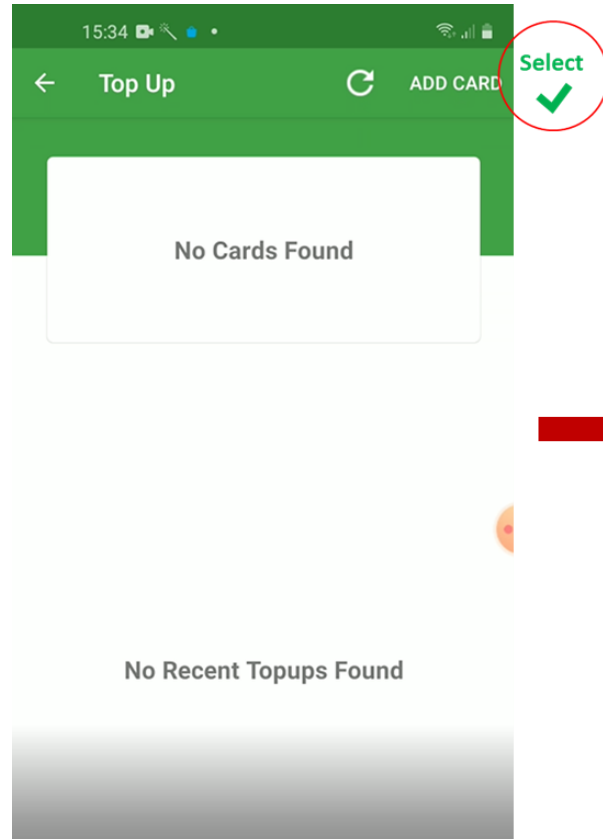 15:34
Top Up
ADD CARD
Select
No Cards Found
No Recent Topups Found